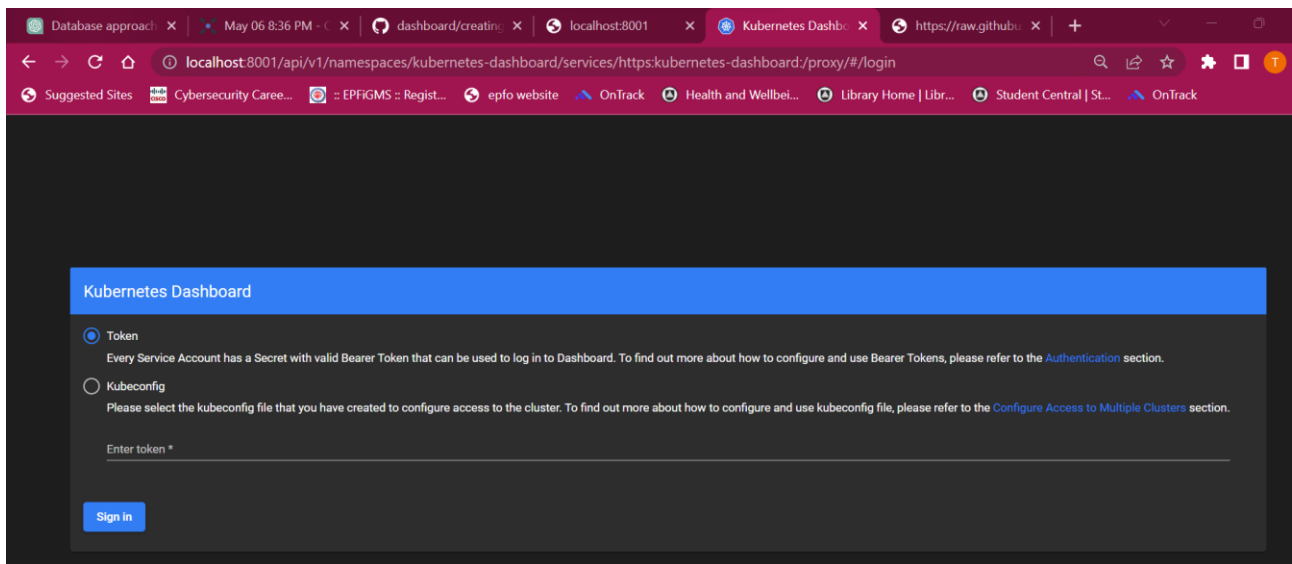 Database approach
May 06 8:36 PM - C
dashboard/creating
localhost:8001
Kubernetes Dashbo
https://raw.githubu
localhost:8001/api/v1/namespaces/kubernetes-dashboard/services/https:kubernetes-dashboard:/proxy/#/login
T
Suggested Sites
Cybersecurity Caree...
:: EPFiGMS :: Regist...
epfo website
OnTrack
Health and Wellbei...
Library Home | Libr...
Student Central | St...
OnTrack
Kubernetes Dashboard
Token
Every Service Account has a Secret with valid Bearer Token that can be used to log in to Dashboard. To find out more about how to configure and use Bearer Tokens, please refer to the Authentication section.
Kubeconfig
Please select the kubeconfig file that you have created to configure access to the cluster. To find out more about how to configure and use kubeconfig file, please refer to the Configure Access to Multiple Clusters section.
Enter token *
Sign in